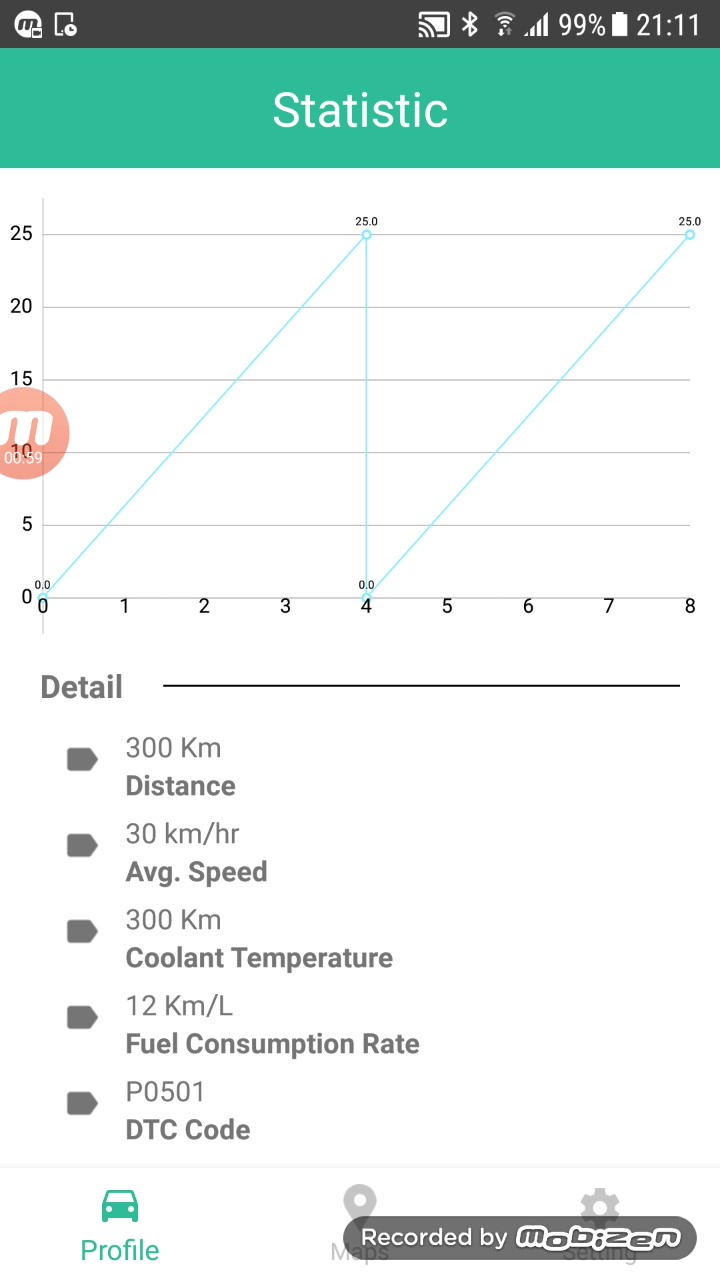 99% 21:11
Statistic
25.0 25.0
25
20
15
10
00:59
5
0.0 0.0
0
0 1 2 3 4 5 6 7 8
Detail
300 Km
Distance
30 km/hr
Avg. Speed
300 Km
Coolant Temperature
12 Km/L
Fuel Consumption Rate
P0501
DTC Code
Recorded by mobizen
Profile Maps Setting